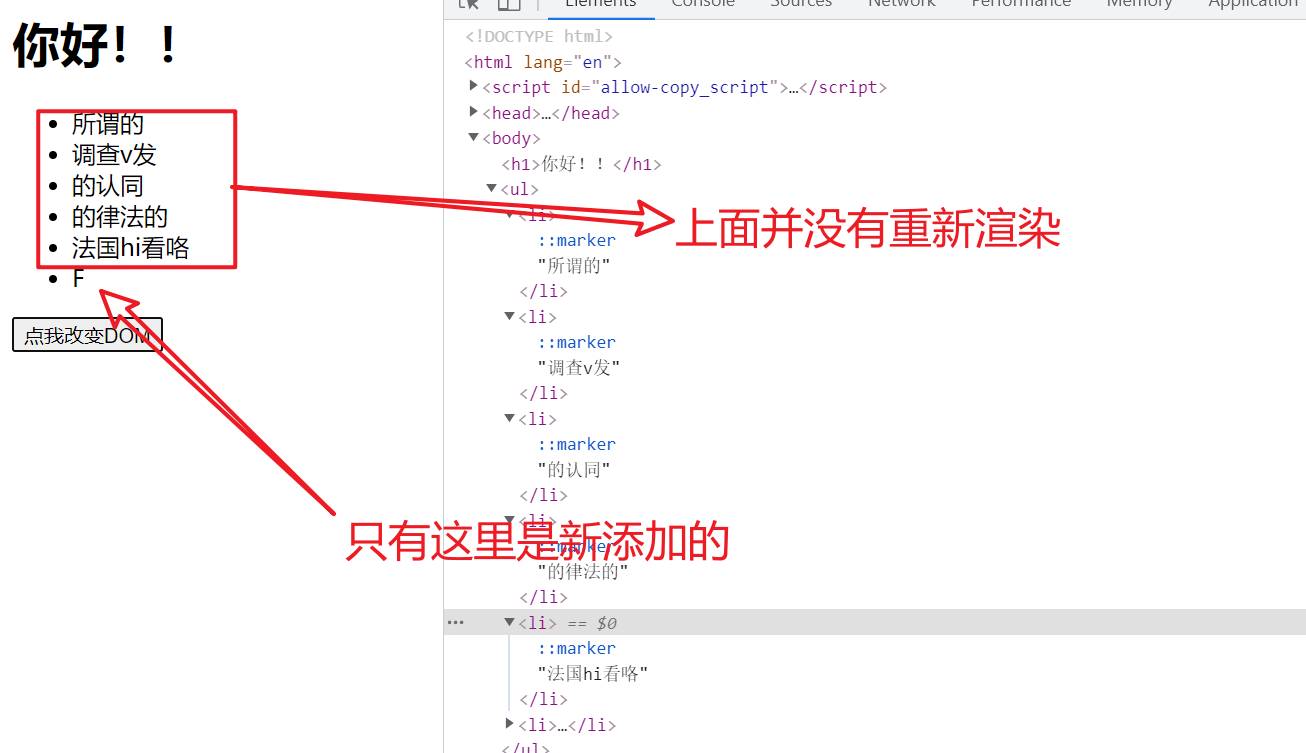 Elements Console Sources Network Performance Memory Application
你好！！
所谓的
调查v发
的认同
的律法的
法国hi看咯
F
点我改变DOM
<!DOCTYPE html>
<html lang="en">
<script id="allow-copy_script">…</script>
<head>…</head>
<body>
<h1>你好！！</h1>
<ul>
<li>
::marker
"所谓的"
</li>
<li>
::marker
"调查v发"
</li>
<li>
::marker
"的认同"
</li>
<li>
::marker
"的律法的"
</li>
<li> == $0
::marker
"法国hi看咯"
</li>
<li>…</li>
</ul>
上面并没有重新渲染
只有这里是新添加的